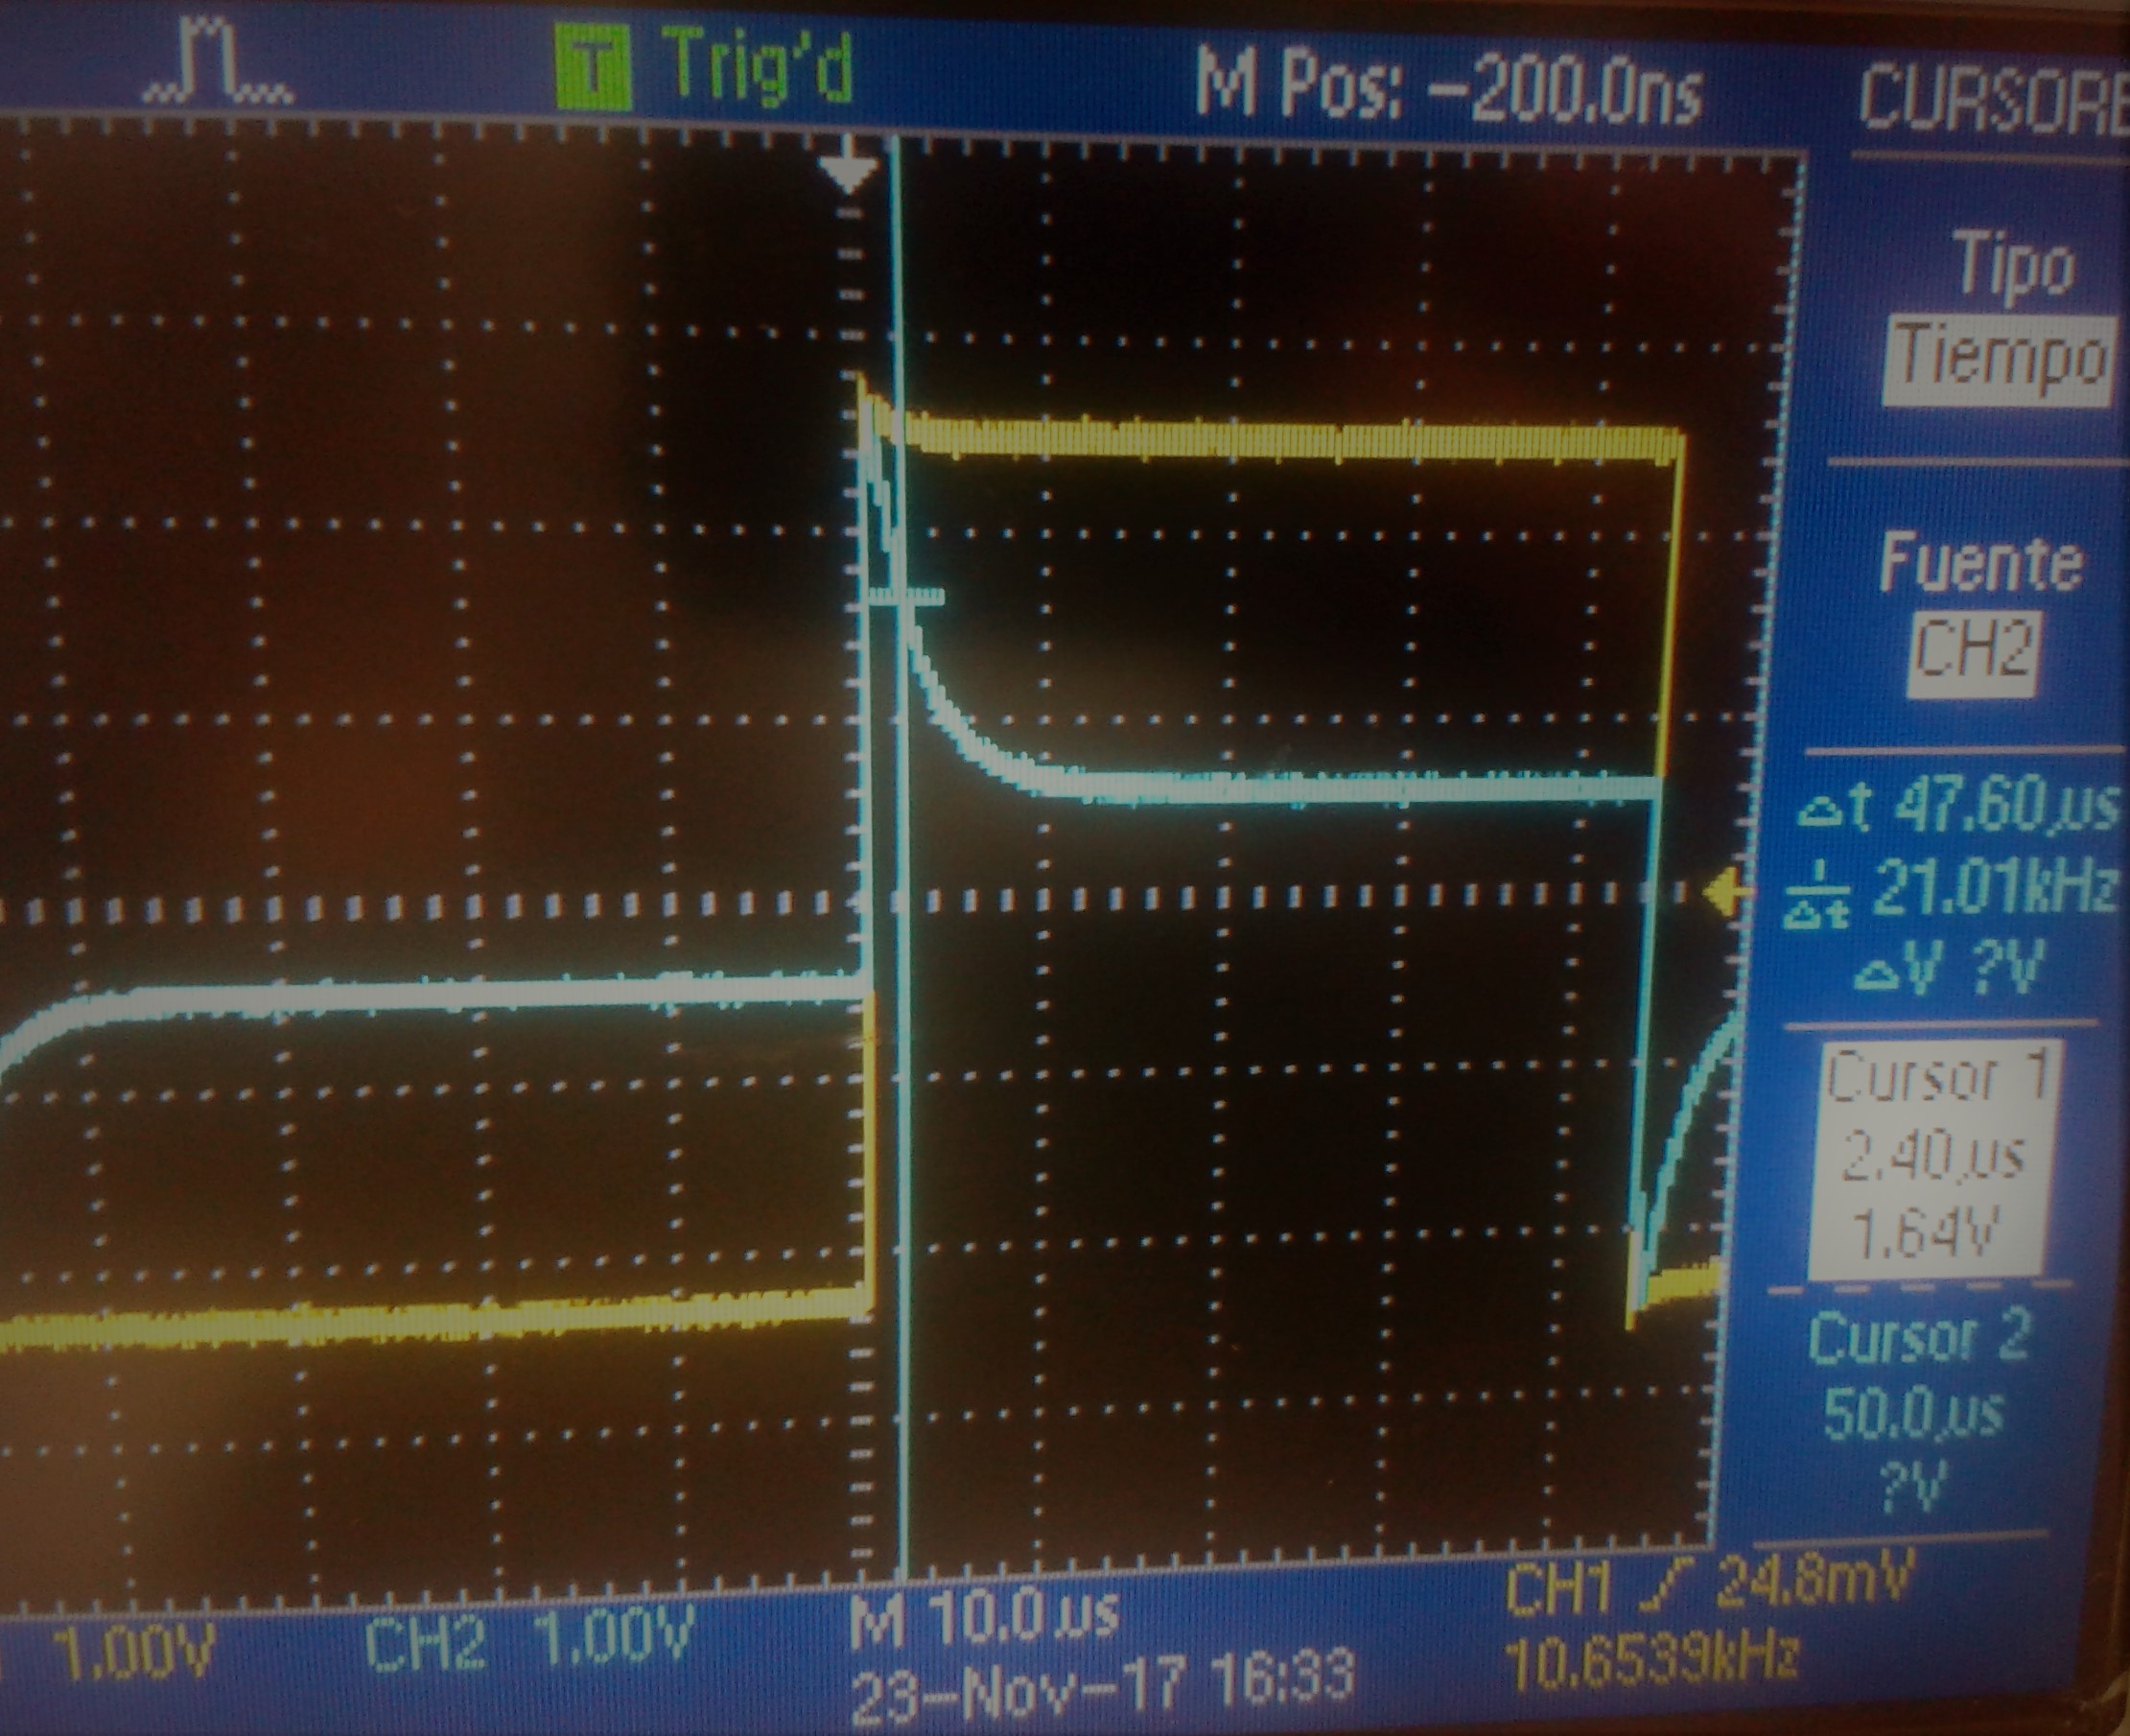 T Trig'd M Pos: -200.0ns CURSORE
Tipo
Tiempo
Fuente
CH2
△t 47.60µs
1/△t 21.01kHz
△V ?V
Cursor 1
2.40µs
1.64V
Cursor 2
50.0µs
?V
1.00V CH2 1.00V M 10.0µs CH1 24.8mV
23-Nov-17 16:33 10.6539kHz